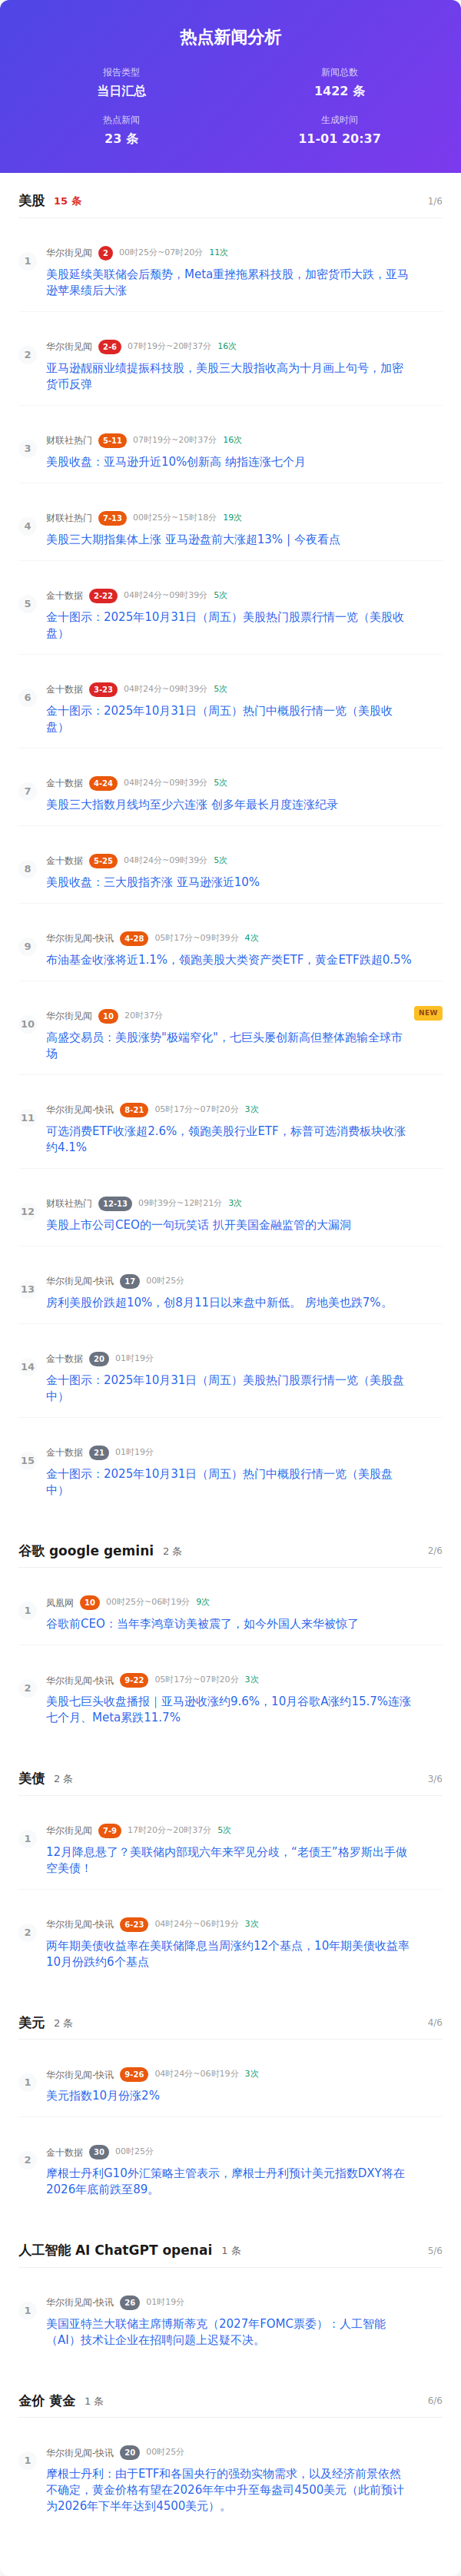 热点新闻分析
报告类型
当日汇总
新闻总数
1422 条
热点新闻
23 条
生成时间
11-01 20:37
美股 15 条 1/6
1 华尔街见闻 2 00时25分~07时20分 11次
美股延续美联储会后颓势，Meta重挫拖累科技股，加密货币大跌，亚马
逊苹果绩后大涨
2 华尔街见闻 2-6 07时19分~20时37分 16次
亚马逊靓丽业绩提振科技股，美股三大股指收高为十月画上句号，加密
货币反弹
3 财联社热门 5-11 07时19分~20时37分 16次
美股收盘：亚马逊升近10%创新高 纳指连涨七个月
4 财联社热门 7-13 00时25分~15时18分 19次
美股三大期指集体上涨 亚马逊盘前大涨超13% | 今夜看点
5 金十数据 2-22 04时24分~09时39分 5次
金十图示：2025年10月31日（周五）美股热门股票行情一览（美股收
盘）
6 金十数据 3-23 04时24分~09时39分 5次
金十图示：2025年10月31日（周五）热门中概股行情一览（美股收
盘）
7 金十数据 4-24 04时24分~09时39分 5次
美股三大指数月线均至少六连涨 创多年最长月度连涨纪录
8 金十数据 5-25 04时24分~09时39分 5次
美股收盘：三大股指齐涨 亚马逊涨近10%
9 华尔街见闻-快讯 4-28 05时17分~09时39分 4次
布油基金收涨将近1.1%，领跑美股大类资产类ETF，黄金ETF跌超0.5%
10 华尔街见闻 10 20时37分 NEW
高盛交易员：美股涨势"极端窄化"，七巨头屡创新高但整体跑输全球市
场
11 华尔街见闻-快讯 8-21 05时17分~07时20分 3次
可选消费ETF收涨超2.6%，领跑美股行业ETF，标普可选消费板块收涨
约4.1%
12 财联社热门 12-13 09时39分~12时21分 3次
美股上市公司CEO的一句玩笑话 扒开美国金融监管的大漏洞
13 华尔街见闻-快讯 17 00时25分
房利美股价跌超10%，创8月11日以来盘中新低。 房地美也跌7%。
14 金十数据 20 01时19分
金十图示：2025年10月31日（周五）美股热门股票行情一览（美股盘
中）
15 金十数据 21 01时19分
金十图示：2025年10月31日（周五）热门中概股行情一览（美股盘
中）
谷歌 google gemini 2 条 2/6
1 凤凰网 10 00时25分~06时19分 9次
谷歌前CEO：当年李鸿章访美被震了，如今外国人来华被惊了
2 华尔街见闻-快讯 9-22 05时17分~07时20分 3次
美股七巨头收盘播报｜亚马逊收涨约9.6%，10月谷歌A涨约15.7%连涨
七个月、Meta累跌11.7%
美债 2 条 3/6
1 华尔街见闻 7-9 17时20分~20时37分 5次
12月降息悬了？美联储内部现六年来罕见分歧，“老债王”格罗斯出手做
空美债！
2 华尔街见闻-快讯 6-23 04时24分~06时19分 3次
两年期美债收益率在美联储降息当周涨约12个基点，10年期美债收益率
10月份跌约6个基点
美元 2 条 4/6
1 华尔街见闻-快讯 9-26 04时24分~06时19分 3次
美元指数10月份涨2%
2 金十数据 30 00时25分
摩根士丹利G10外汇策略主管表示，摩根士丹利预计美元指数DXY将在
2026年底前跌至89。
人工智能 AI ChatGPT openai 1 条 5/6
1 华尔街见闻-快讯 26 01时19分
美国亚特兰大联储主席博斯蒂克（2027年FOMC票委）：人工智能
（AI）技术让企业在招聘问题上迟疑不决。
金价 黄金 1 条 6/6
1 华尔街见闻-快讯 20 00时25分
摩根士丹利：由于ETF和各国央行的强劲实物需求，以及经济前景依然
不确定，黄金价格有望在2026年年中升至每盎司4500美元（此前预计
为2026年下半年达到4500美元）。